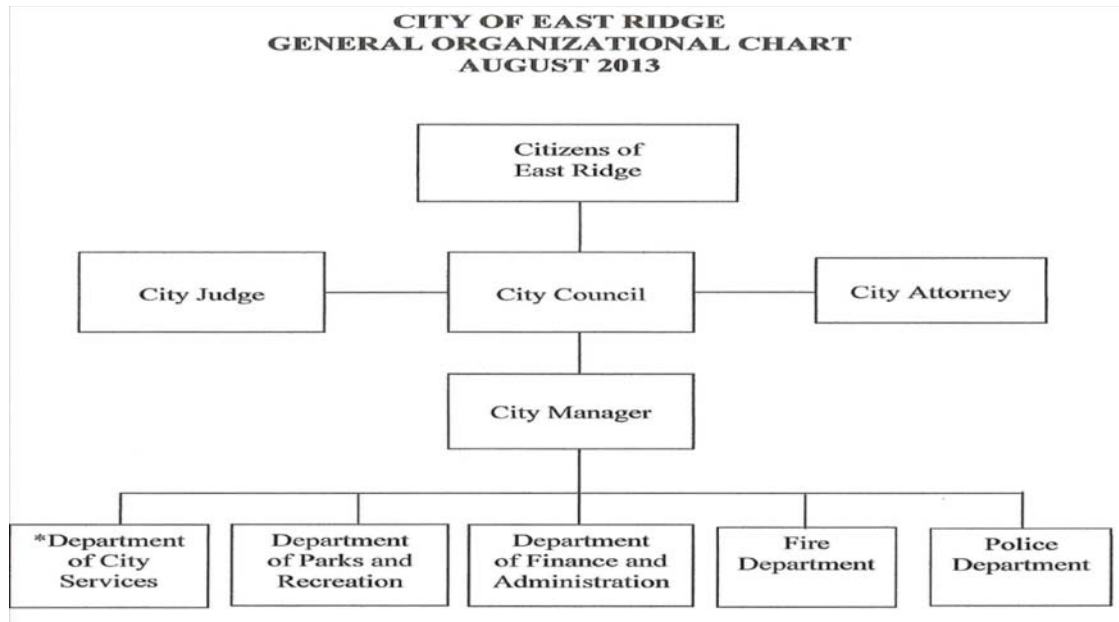 CITY OF EAST RIDGE
GENERAL ORGANIZATIONAL CHART
AUGUST 2013
Citizens of
East Ridge
City Judge
City Council
City Attorney
City Manager
*Department
of City
Services
Department
of Parks and
Recreation
Department
of Finance and
Administration
Fire
Department
Police
Department